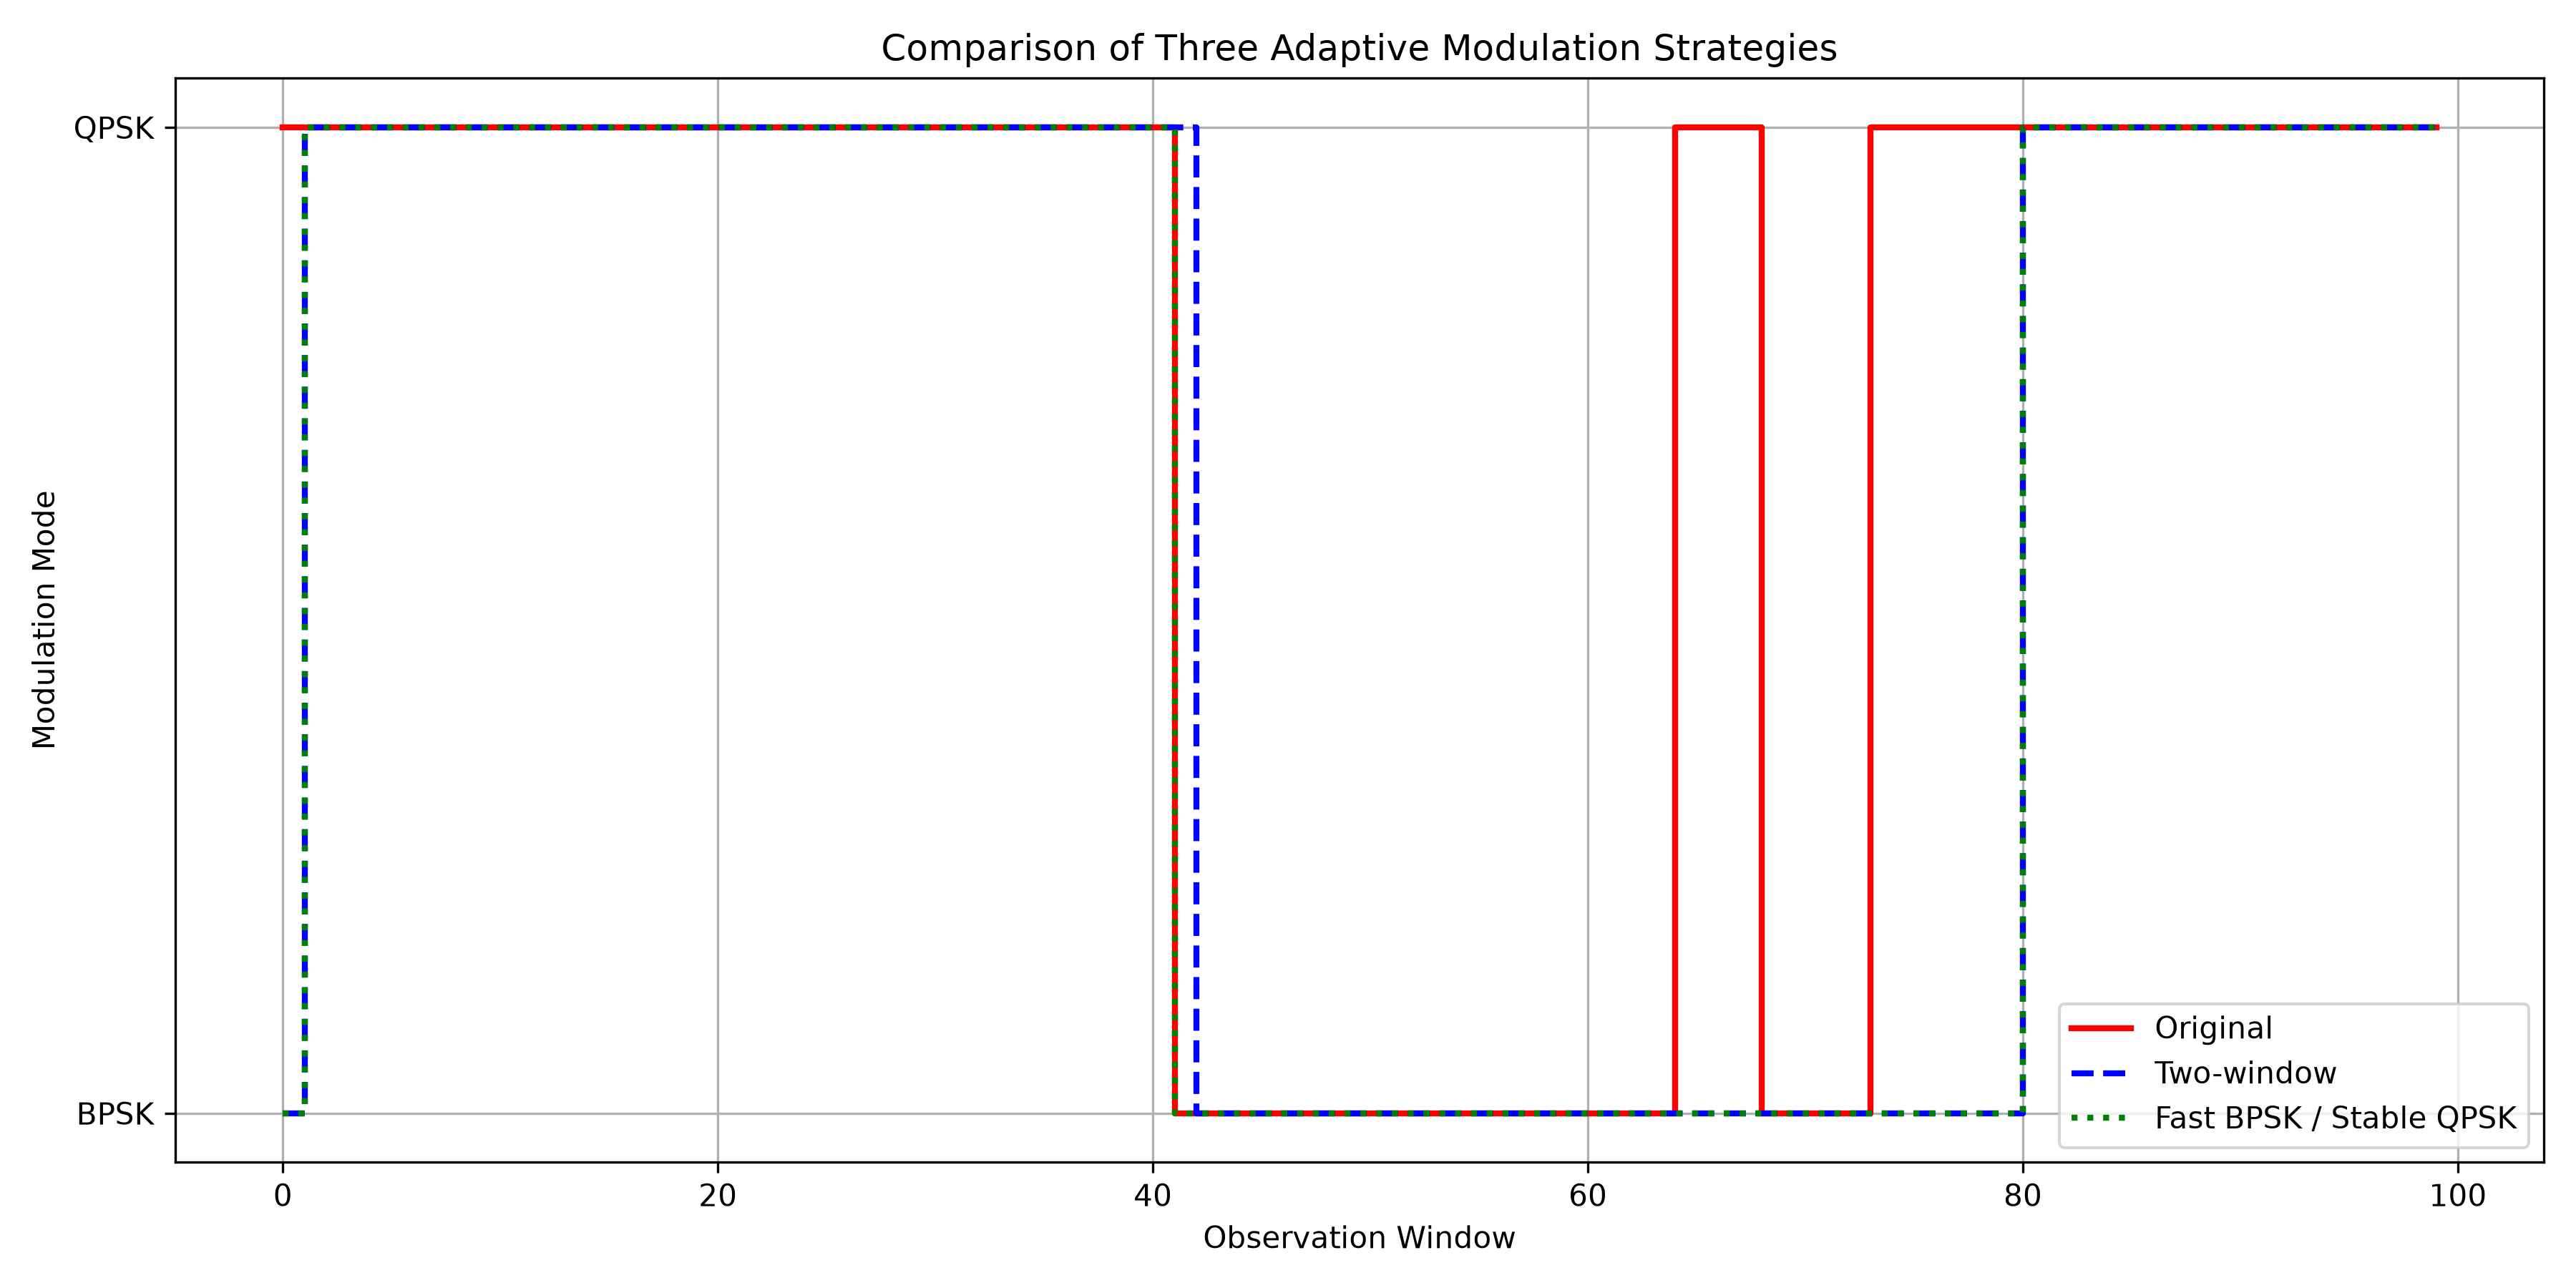 Comparison of Three Adaptive Modulation Strategies
QPSK
BPSK
Modulation Mode
0 20 40 60 80 100
Observation Window
Original
Two-window
Fast BPSK / Stable QPSK